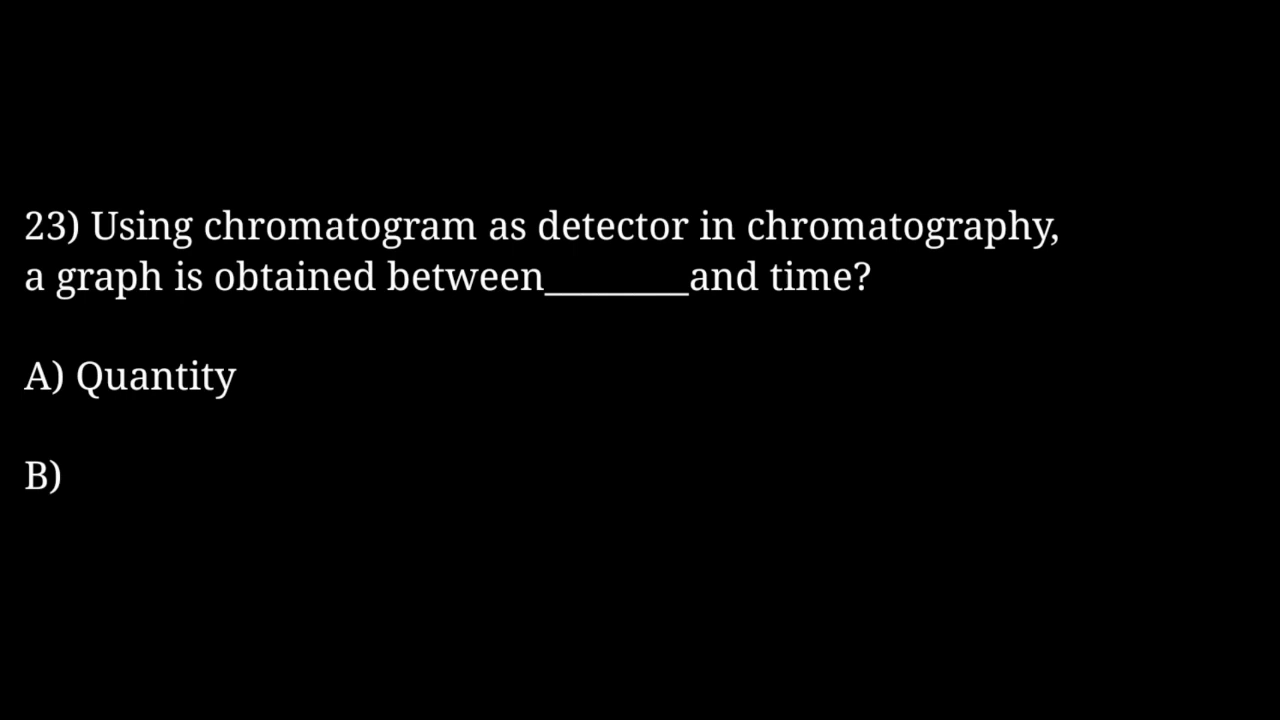 23) Using chromatogram as detector in chromatography,
a graph is obtained between________and time?
A) Quantity
B)